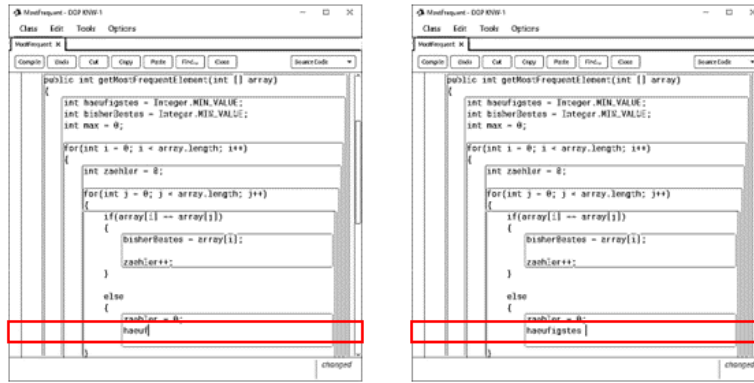 MostFrequent - DOP KNW-1
Class Edit Tools Options
MostFrequent X
Compile Undo Cut Copy Paste Find... Close Source Code
public int getMostFrequentElement(int [] array)
{
int haeufigstes = Integer.MIN_VALUE;
int bisherBestes = Integer.MIN_VALUE;
int max = 0;
for(int i = 0; i < array.length; i++)
{
int zaehler = 0;
for(int j = 0; j < array.length; j++)
{
if(array[i] == array[j])
{
bisherBestes = array[i];
zaehler++;
}
else
{
zaehler = 0;
haeuf
}
changed
MostFrequent - DOP KNW-1
Class Edit Tools Options
MostFrequent X
Compile Undo Cut Copy Paste Find... Close Source Code
public int getMostFrequentElement(int [] array)
{
int haeufigstes = Integer.MIN_VALUE;
int bisherBestes = Integer.MIN_VALUE;
int max = 0;
for(int i = 0; i < array.length; i++)
{
int zaehler = 0;
for(int j = 0; j < array.length; j++)
{
if(array[i] == array[j])
{
bisherBestes = array[i];
zaehler++;
}
else
{
zaehler = 0;
haeufigstes
}
changed